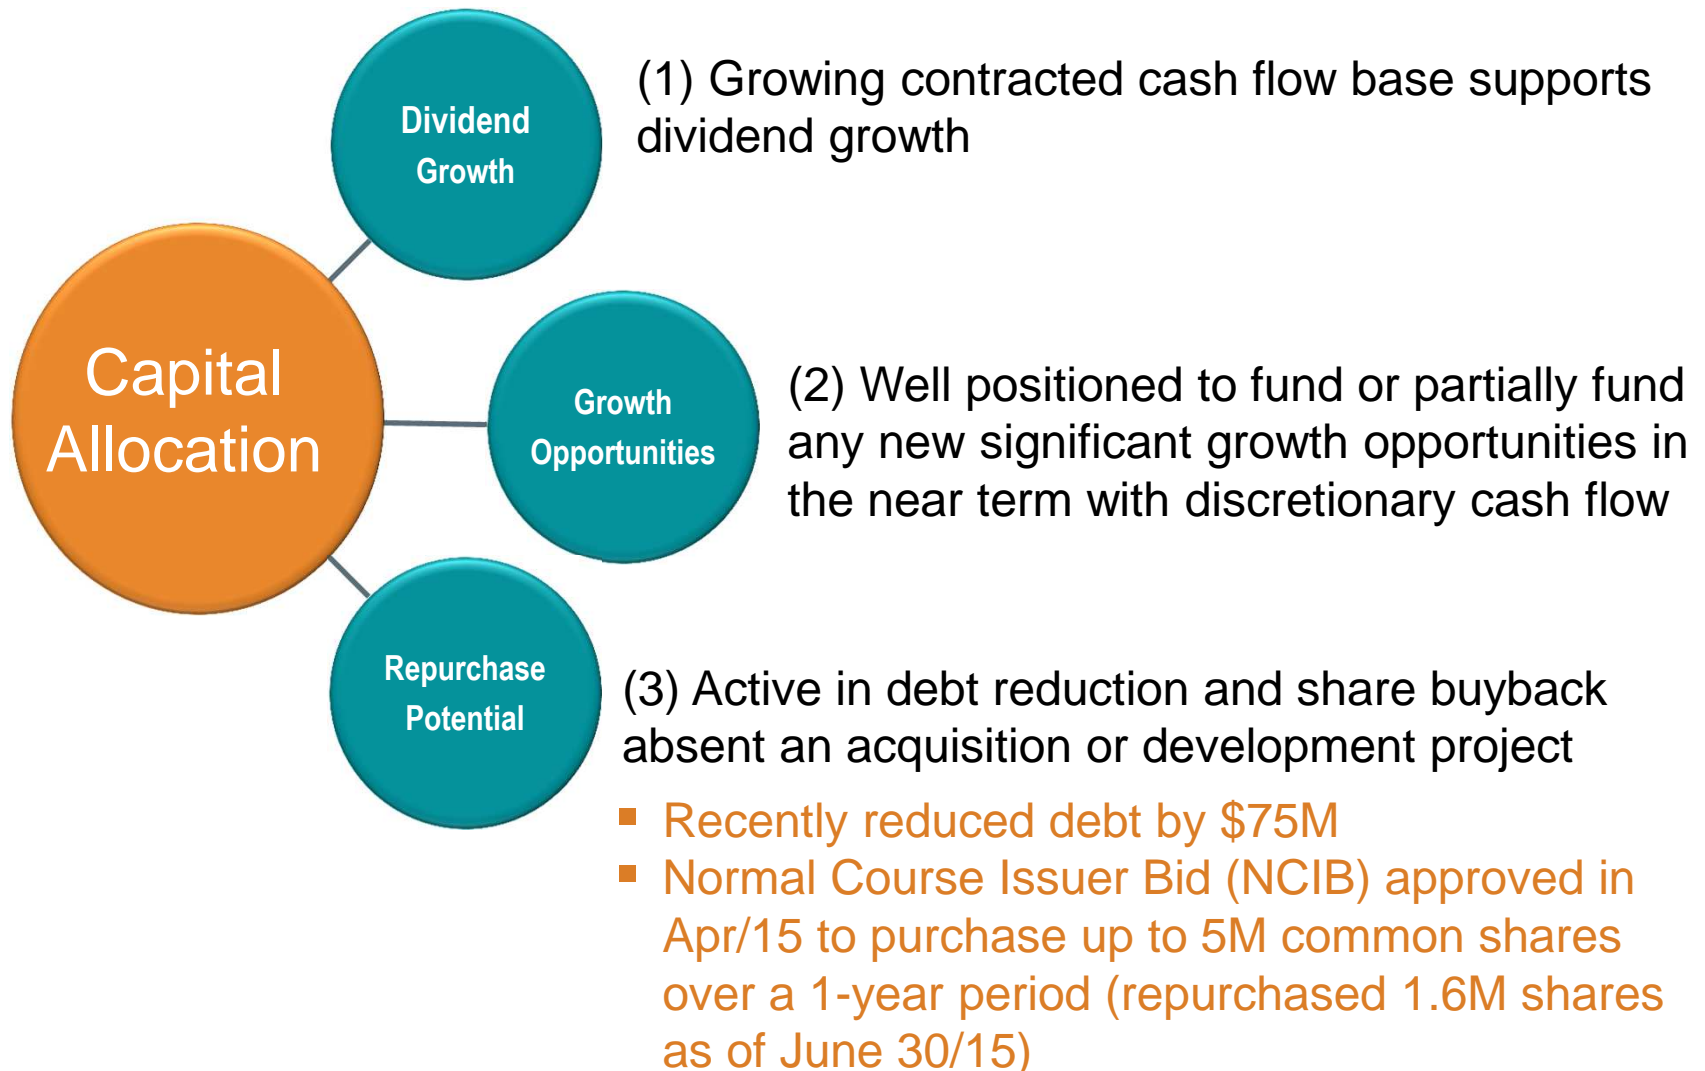 Dividend
Growth
(1) Growing contracted cash flow base supports
dividend growth
Capital
Allocation
Growth
Opportunities
(2) Well positioned to fund or partially fund
any new significant growth opportunities in
the near term with discretionary cash flow
Repurchase
Potential
(3) Active in debt reduction and share buyback
absent an acquisition or development project
▪ Recently reduced debt by $75M
▪ Normal Course Issuer Bid (NCIB) approved in
Apr/15 to purchase up to 5M common shares
over a 1-year period (repurchased 1.6M shares
as of June 30/15)